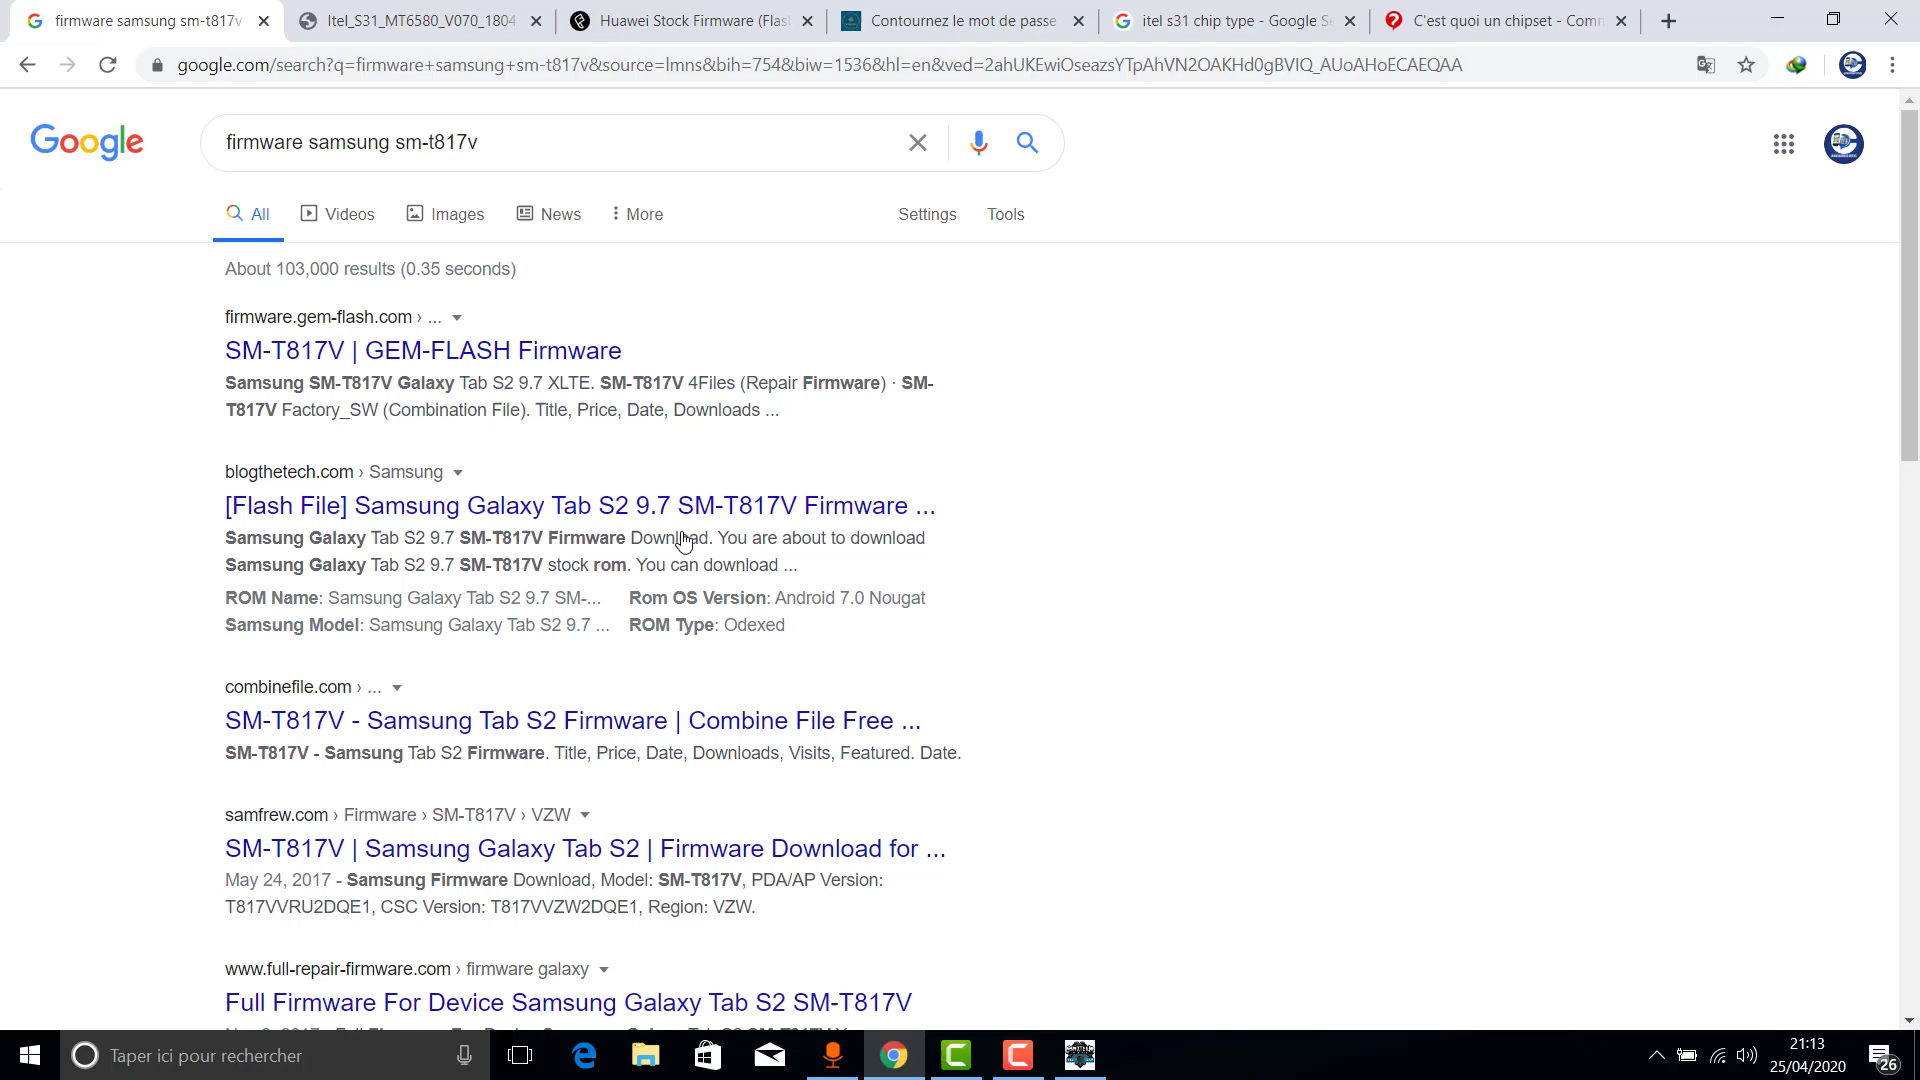 firmware samsung sm-t817v
Itel_S31_MT6580_V070_1804
Huawei Stock Firmware (Flas
Contournez le mot de passe
itel s31 chip type - Google Se
C'est quoi un chipset - Comm
google.com/search?q=firmware+samsung+sm-t817v&source=lmns&bih=754&biw=1536&hl=en&ved=2ahUKEwiOseazsYTpAhVN2OAKHd0gBVIQ_AUoAHoECAEQAA
Google
firmware samsung sm-t817v
All
Videos
Images
News
More
Settings
Tools
About 103,000 results (0.35 seconds)
firmware.gem-flash.com › ...
SM-T817V | GEM-FLASH Firmware
Samsung SM-T817V Galaxy Tab S2 9.7 XLTE. SM-T817V 4Files (Repair Firmware) · SM-
T817V Factory_SW (Combination File). Title, Price, Date, Downloads ...
blogthetech.com › Samsung
[Flash File] Samsung Galaxy Tab S2 9.7 SM-T817V Firmware ...
Samsung Galaxy Tab S2 9.7 SM-T817V Firmware Download. You are about to download
Samsung Galaxy Tab S2 9.7 SM-T817V stock rom. You can download ...
ROM Name: Samsung Galaxy Tab S2 9.7 SM-... Rom OS Version: Android 7.0 Nougat
Samsung Model: Samsung Galaxy Tab S2 9.7 ... ROM Type: Odexed
combinefile.com › ...
SM-T817V - Samsung Tab S2 Firmware | Combine File Free ...
SM-T817V - Samsung Tab S2 Firmware. Title, Price, Date, Downloads, Visits, Featured. Date.
samfrew.com › Firmware › SM-T817V › VZW
SM-T817V | Samsung Galaxy Tab S2 | Firmware Download for ...
May 24, 2017 - Samsung Firmware Download, Model: SM-T817V, PDA/AP Version:
T817VVRU2DQE1, CSC Version: T817VVZW2DQE1, Region: VZW.
www.full-repair-firmware.com › firmware galaxy
Full Firmware For Device Samsung Galaxy Tab S2 SM-T817V
Taper ici pour rechercher
21:13
25/04/2020
26